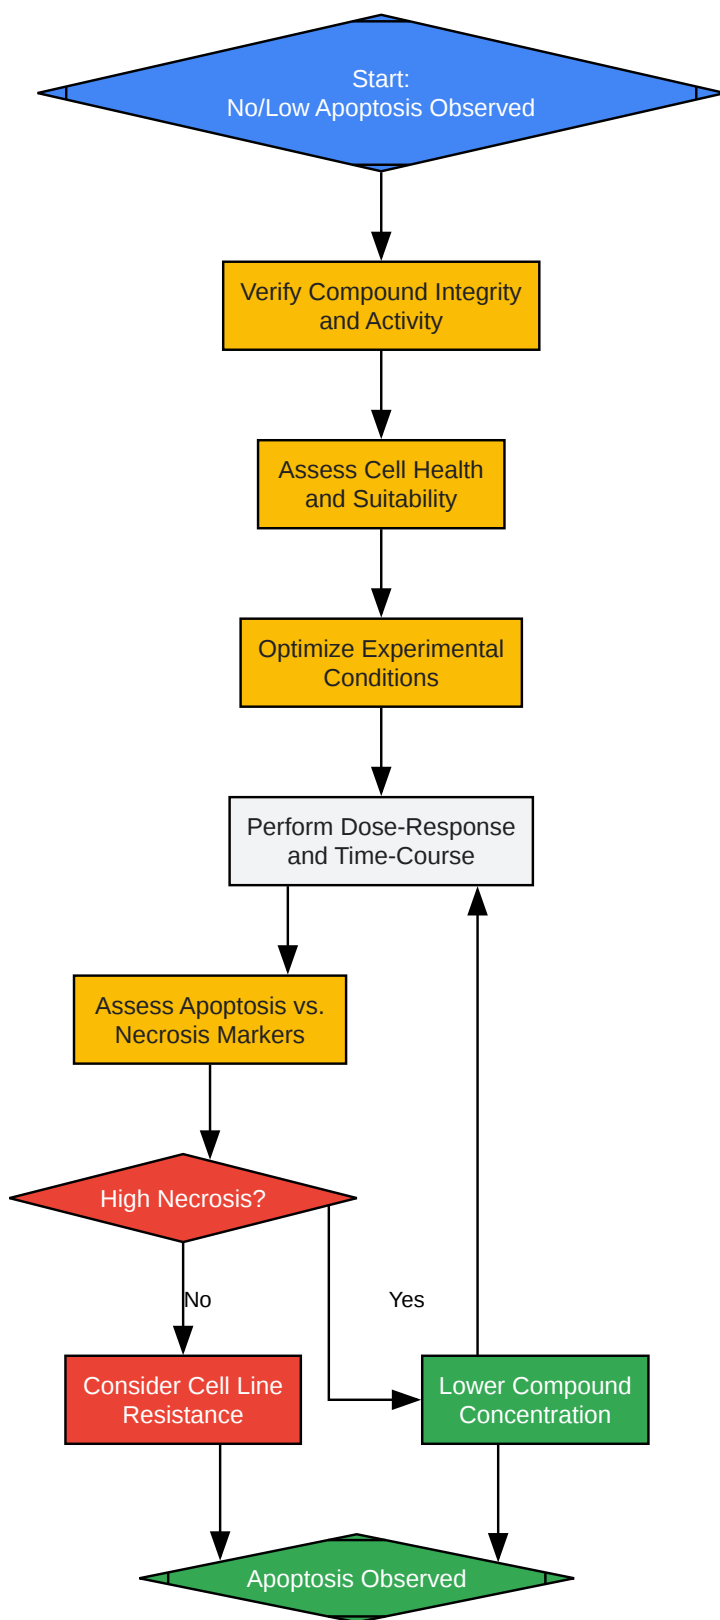 Start:
No/Low Apoptosis Observed
Verify Compound Integrity
and Activity
Assess Cell Health
and Suitability
Optimize Experimental
Conditions
Perform Dose-Response
and Time-Course
Assess Apoptosis vs.
Necrosis Markers
High Necrosis?
No
Yes
Consider Cell Line
Resistance
Lower Compound
Concentration
Apoptosis Observed